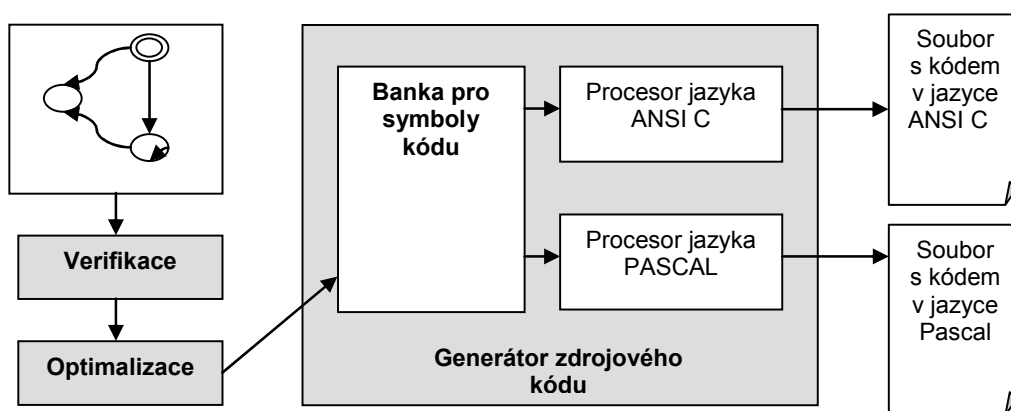 Verifikace
Optimalizace
Banka pro
symboly
kódu
Procesor jazyka
ANSI C
Procesor jazyka
PASCAL
Generátor zdrojového
kódu
Soubor
s kódem
v jazyce
ANSI C
Soubor
s kódem
v jazyce
Pascal